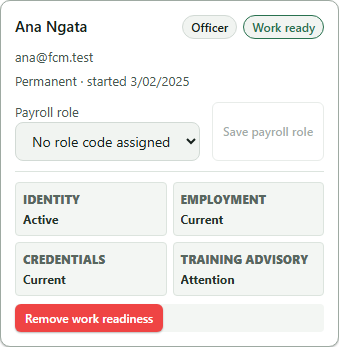 Ana Ngata
Officer
Work ready
ana@fcm.test
Permanent · started 3/02/2025
Payroll role
No role code assigned
Save payroll role
IDENTITY
Active
EMPLOYMENT
Current
CREDENTIALS
Current
TRAINING ADVISORY
Attention
Remove work readiness